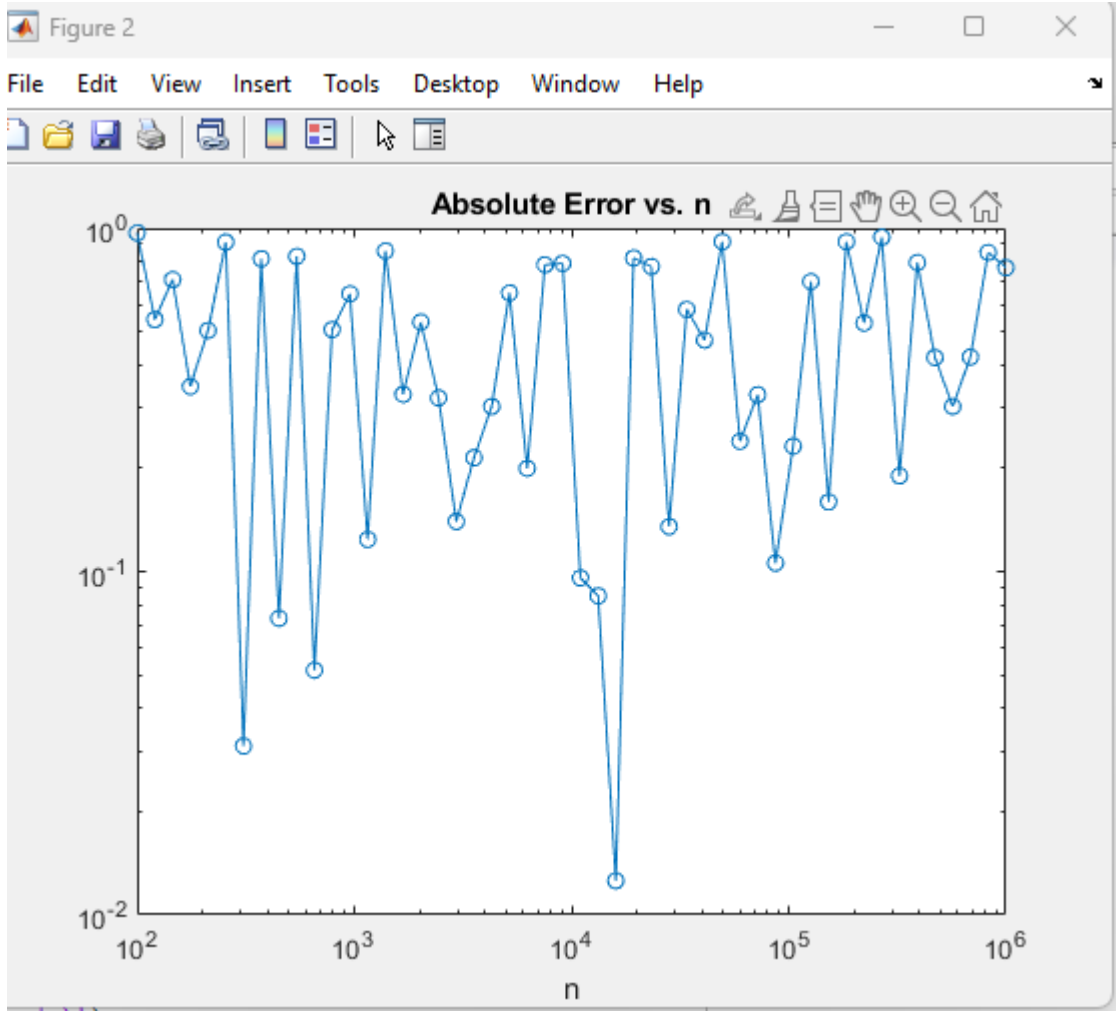 Figure 2
File Edit View Insert Tools Desktop Window Help
Absolute Error vs. n
10^0
10^-1
10^-2
10^2 10^3 10^4 10^5 10^6
n